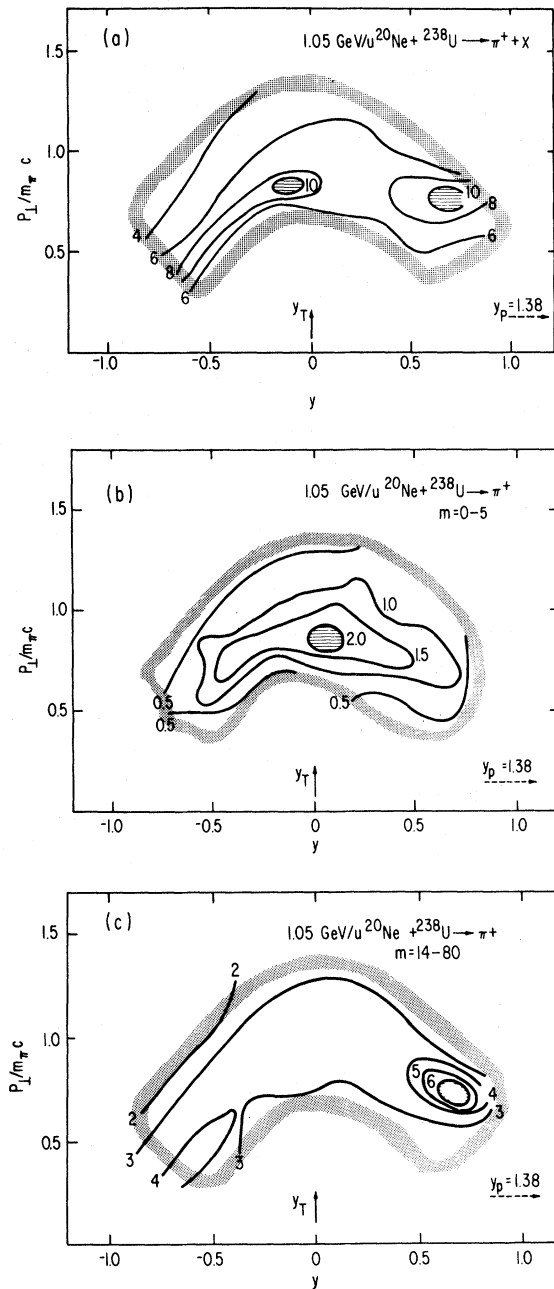 (a)
1.05 GeV/u ²⁰Ne + ²³⁸U → π⁺ + X
1.5
1.0
0.5
P⊥/mπ c
4
6
8
6
10
10
8
6
y_T
y_P = 1.38
-1.0
-0.5
0
0.5
1.0
y
(b)
1.05 GeV/u ²⁰Ne + ²³⁸U → π⁺
m = 0-5
1.5
1.0
0.5
P⊥/mπ c
0.5
0.5
1.0
2.0
1.5
0.5
y_T
y_p = 1.38
-1.0
-0.5
0
0.5
1.0
y
(c)
1.05 GeV/u ²⁰Ne + ²³⁸U → π⁺
m = 14-80
1.5
1.0
0.5
P⊥/mπ c
2
2
3
4
3
5
6
4
3
y_T
y_P = 1.38
-1.0
-0.5
0
0.5
1.0
y